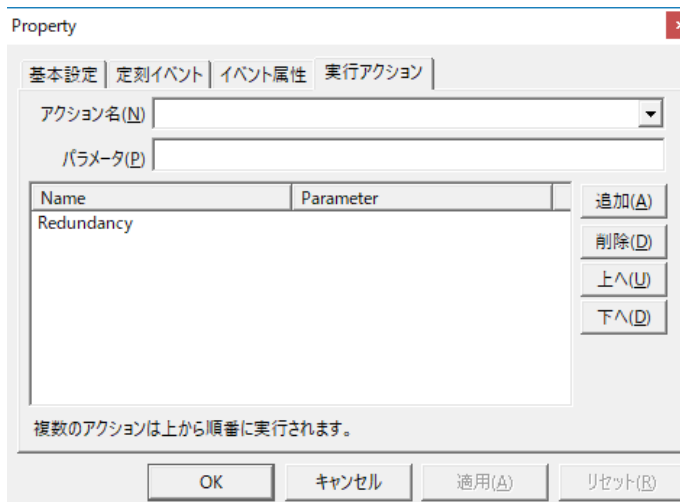 Property
基本設定 定刻イベント イベント属性 実行アクション
アクション名(N)
パラメータ(P)
Name Parameter
Redundancy
追加(A)
削除(D)
上へ(U)
下へ(D)
複数のアクションは上から順番に実行されます。
OK キャンセル 適用(A) リセット(R)